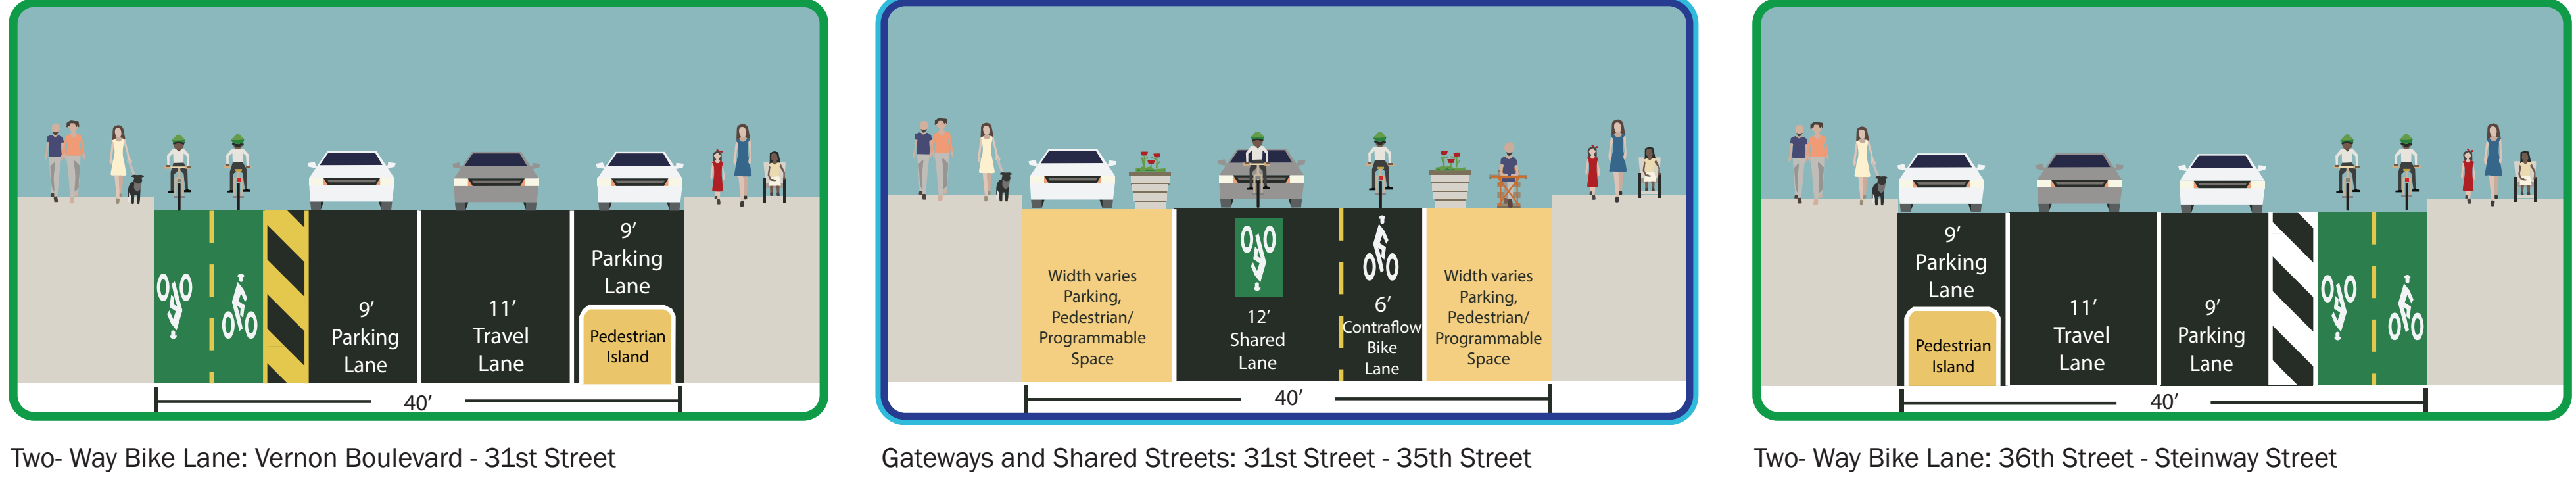 9’
Parking
Lane
11’
Travel
Lane
9’
Parking
Lane
Pedestrian
Island
40’
Two- Way Bike Lane: Vernon Boulevard - 31st Street
Width varies
Parking,
Pedestrian/
Programmable
Space
12’
Shared
Lane
6’
Contraflow
Bike
Lane
Width varies
Parking,
Pedestrian/
Programmable
Space
40’
Gateways and Shared Streets: 31st Street - 35th Street
9’
Parking
Lane
Pedestrian
Island
11’
Travel
Lane
9’
Parking
Lane
40’
Two- Way Bike Lane: 36th Street - Steinway Street